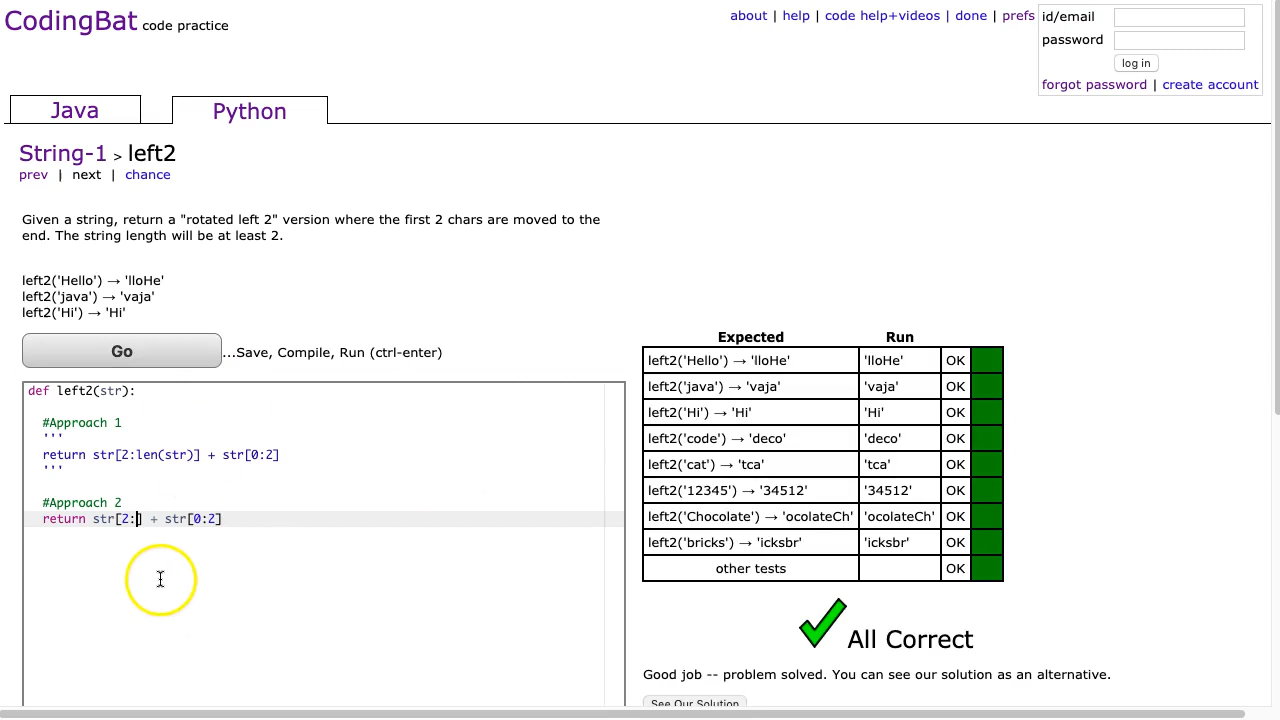 CodingBat code practice
about | help | code help+videos | done | prefs
id/email
password
log in
forgot password | create account
Java
Python
String-1 > left2
prev | next | chance
Given a string, return a "rotated left 2" version where the first 2 chars are moved to the
end. The string length will be at least 2.
left2('Hello') → 'lloHe'
left2('java') → 'vaja'
left2('Hi') → 'Hi'
Go
...Save, Compile, Run (ctrl-enter)
def left2(str):
#Approach 1
'''
return str[2:len(str)] + str[0:2]
'''
#Approach 2
return str[2:] + str[0:2]
Expected Run
left2('Hello') → 'lloHe' 'lloHe' OK
left2('java') → 'vaja' 'vaja' OK
left2('Hi') → 'Hi' 'Hi' OK
left2('code') → 'deco' 'deco' OK
left2('cat') → 'tca' 'tca' OK
left2('12345') → '34512' '34512' OK
left2('Chocolate') → 'ocolateCh' 'ocolateCh' OK
left2('bricks') → 'icksbr' 'icksbr' OK
other tests OK
All Correct
Good job -- problem solved. You can see our solution as an alternative.
See Our Solution